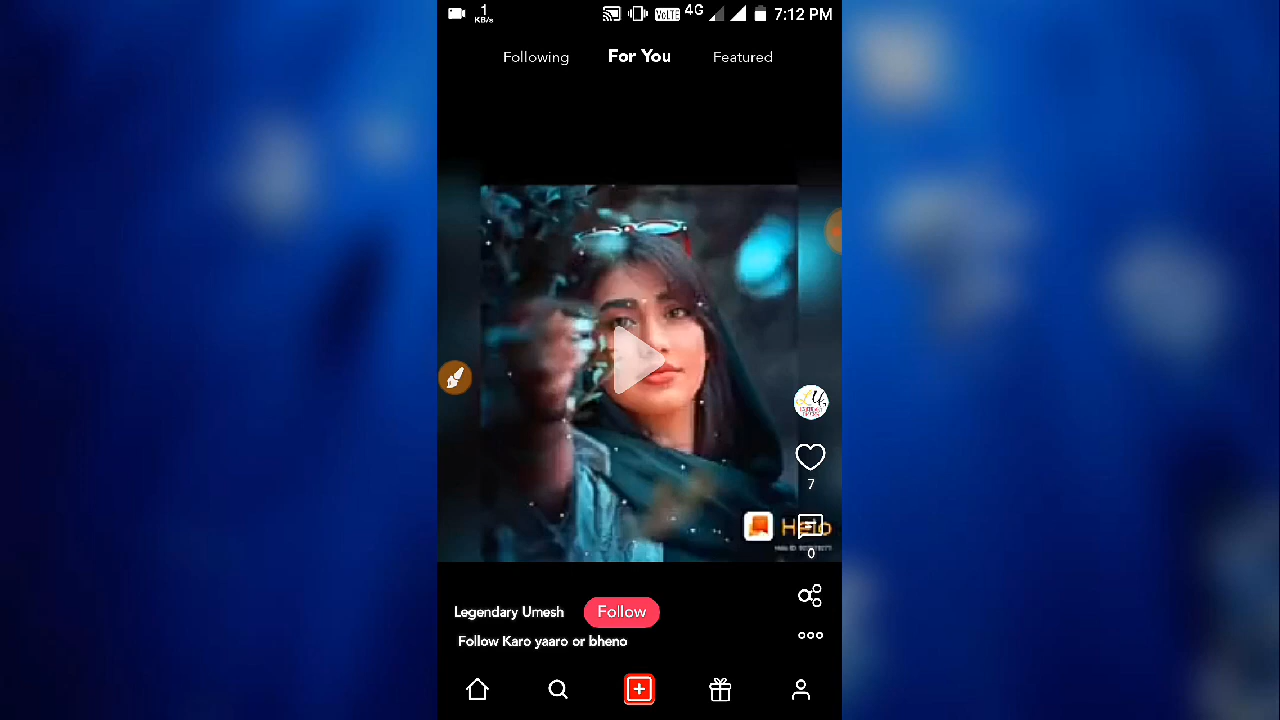 1
KB/s
VoLTE
4G
7:12 PM
Following
For You
Featured
7
Helo
0
Legendary Umesh
Follow
Follow Karo yaaro or bheno